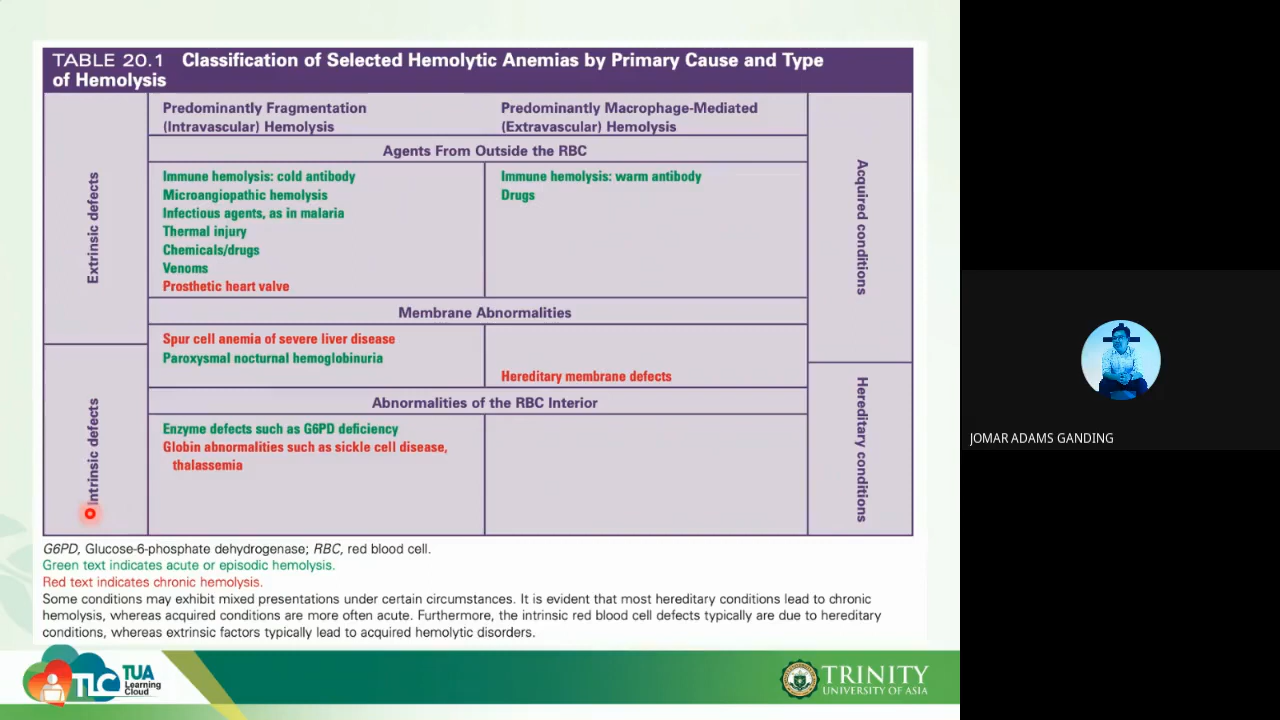 TABLE 20.1 Classification of Selected Hemolytic Anemias by Primary Cause and Type
of Hemolysis
Predominantly Fragmentation
(Intravascular) Hemolysis
Predominantly Macrophage-Mediated
(Extravascular) Hemolysis
Agents From Outside the RBC
Extrinsic defects
Immune hemolysis: cold antibody
Microangiopathic hemolysis
Infectious agents, as in malaria
Thermal injury
Chemicals/drugs
Venoms
Prosthetic heart valve
Immune hemolysis: warm antibody
Drugs
Acquired conditions
Membrane Abnormalities
Spur cell anemia of severe liver disease
Paroxysmal nocturnal hemoglobinuria
Hereditary membrane defects
Abnormalities of the RBC Interior
Intrinsic defects
Enzyme defects such as G6PD deficiency
Globin abnormalities such as sickle cell disease,
thalassemia
Hereditary conditions
G6PD, Glucose-6-phosphate dehydrogenase; RBC, red blood cell.
Green text indicates acute or episodic hemolysis.
Red text indicates chronic hemolysis.
Some conditions may exhibit mixed presentations under certain circumstances. It is evident that most hereditary conditions lead to chronic
hemolysis, whereas acquired conditions are more often acute. Furthermore, the intrinsic red blood cell defects typically are due to hereditary
conditions, whereas extrinsic factors typically lead to acquired hemolytic disorders.
TLC
TUA
Learning
Cloud
TRINITY
UNIVERSITY OF ASIA
JOMAR ADAMS GANDING